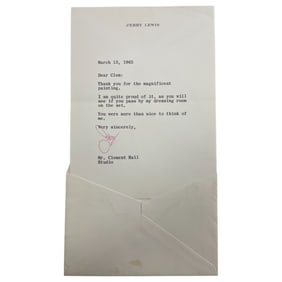 JERRY LEWIS
March 12, 1965
Dear Clem:
Thank you for the magnificent
painting.
I am quite proud of it, as you will
see if you pass by my dressing room
on the set.
You were more than nice to think of
me.
Very sincerely,
Jerry
Mr. Clement Hall
Studio